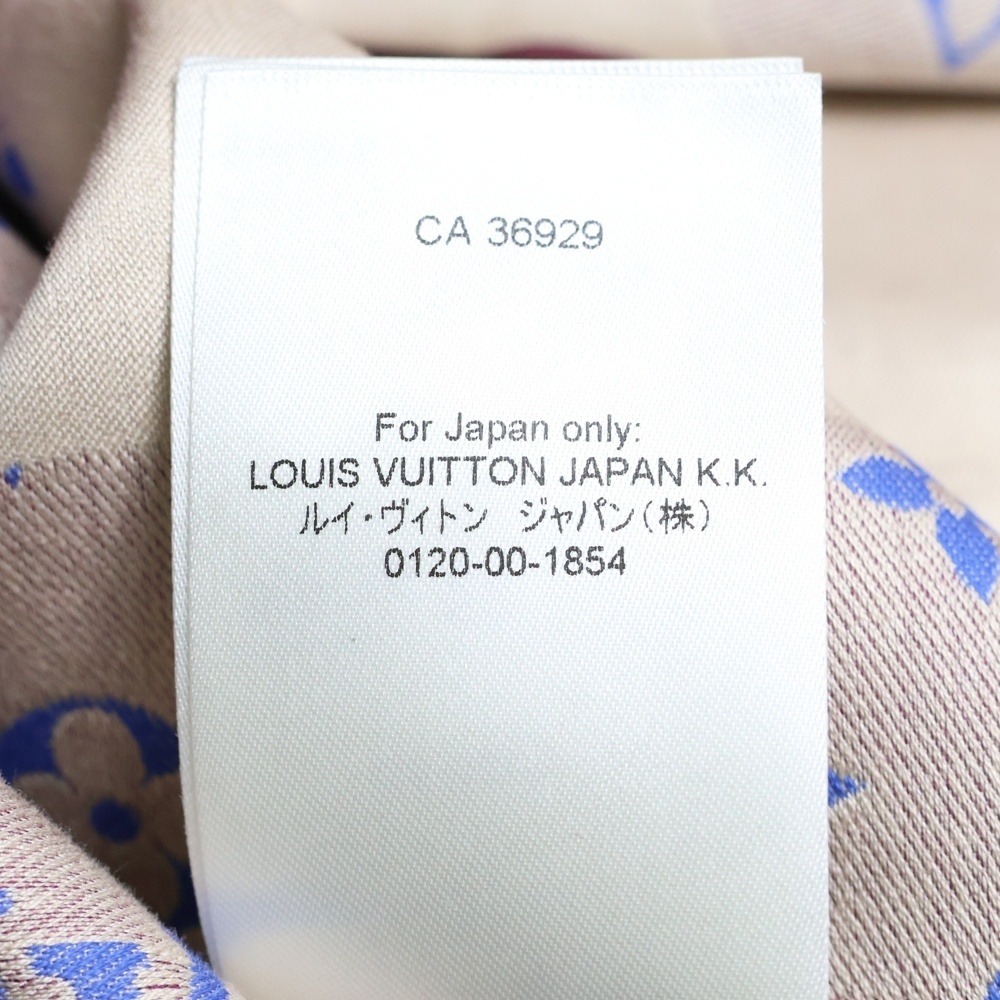 CA 36929
For Japan only:
LOUIS VUITTON JAPAN K.K.
ルイ・ヴィトン　ジャパン(株)
0120-00-1854